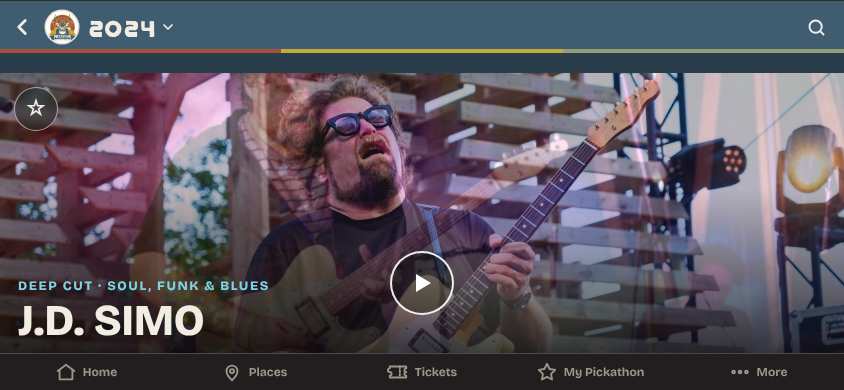 2024
DEEP CUT · SOUL, FUNK & BLUES
J.D. SIMO
Home
Places
Tickets
My Pickathon
More